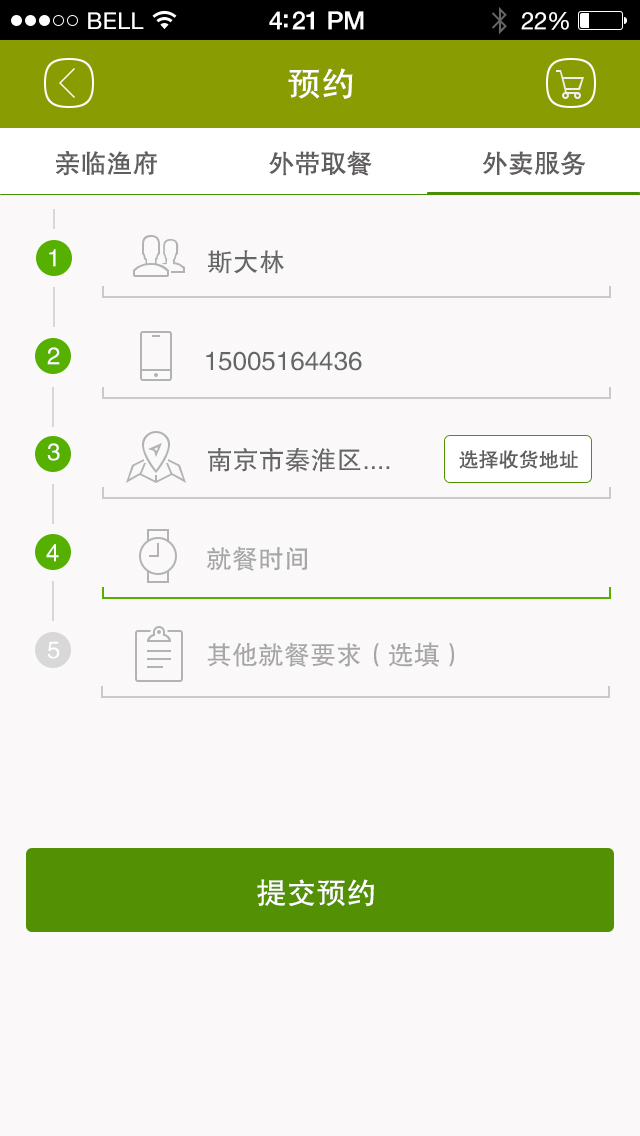 BELL 4:21 PM 22%
预约
亲临渔府 外带取餐 外卖服务
1 斯大林
2 15005164436
3 南京市秦淮区.... 选择收货地址
4 就餐时间
5 其他就餐要求（选填）
提交预约